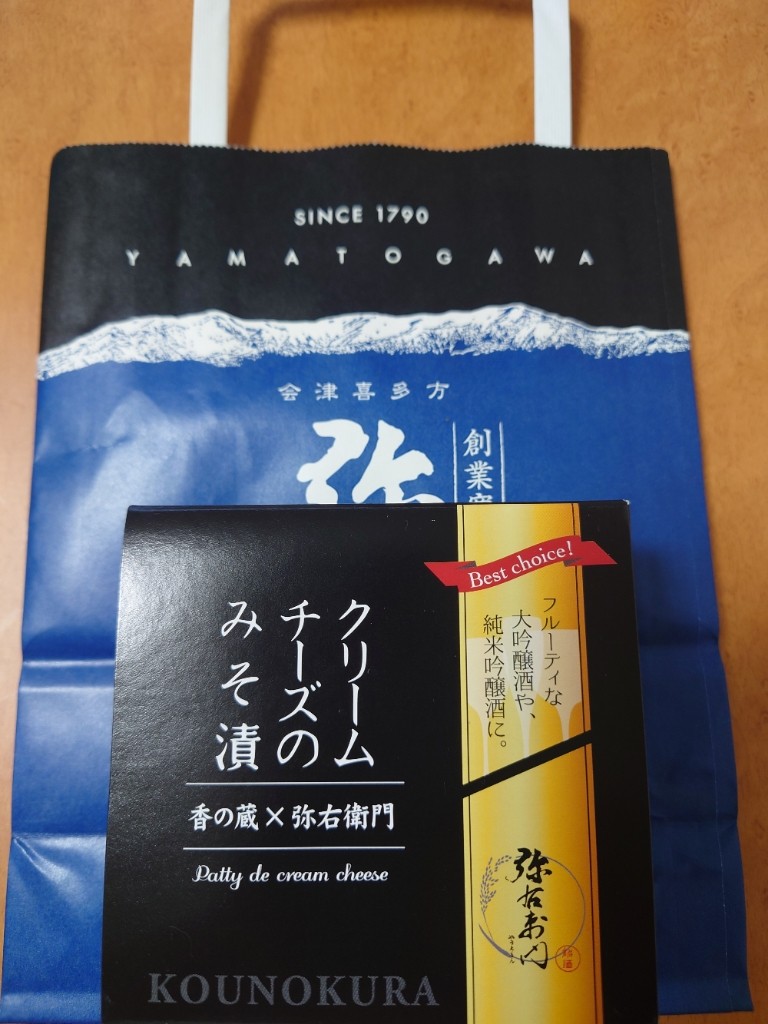 SINCE 1790
YAMATOGAWA
会津喜多方
弥
創業
Best choice!
フルーティな
大吟醸酒や、
純米吟醸酒に。
クリーム
チーズの
みそ漬
香の蔵×弥右衛門
Patty de cream cheese
弥右衛門
KOUNOKURA